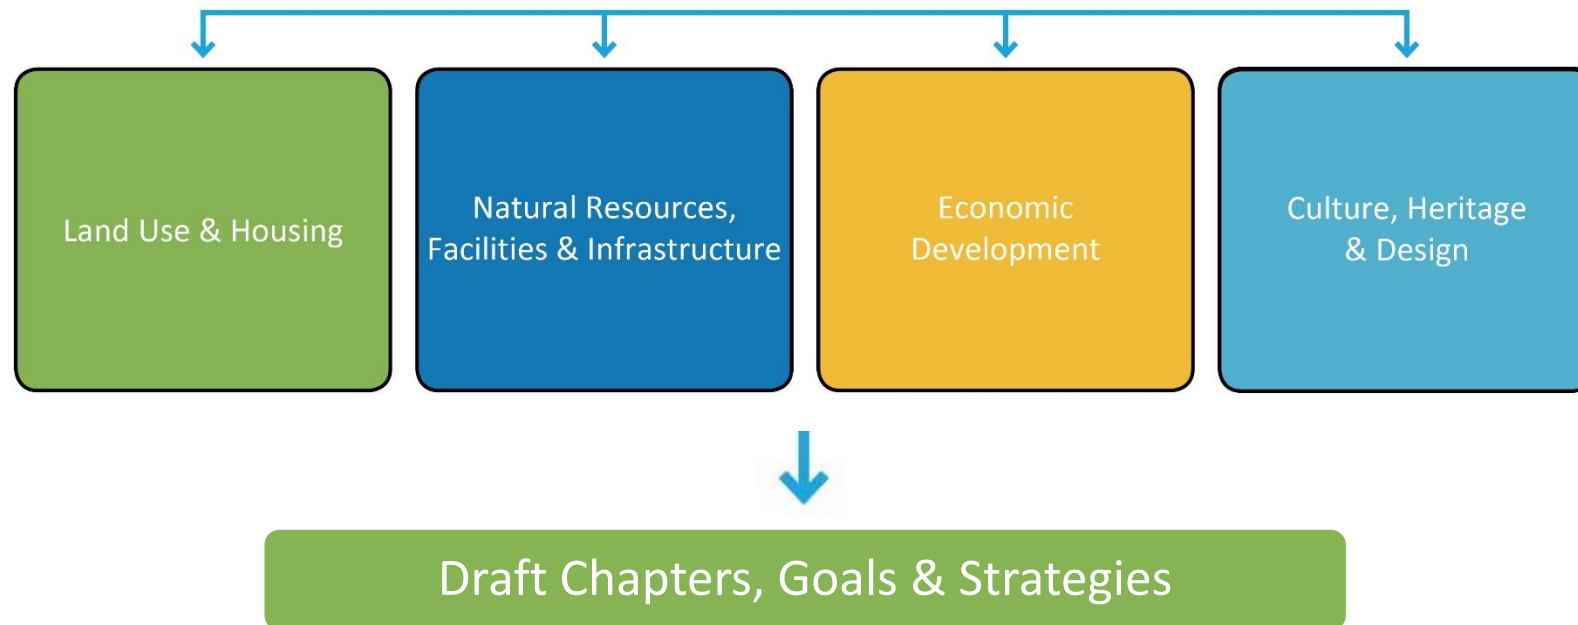 Land Use & Housing
Natural Resources,
Facilities & Infrastructure
Economic
Development
Culture, Heritage
& Design
Draft Chapters, Goals & Strategies